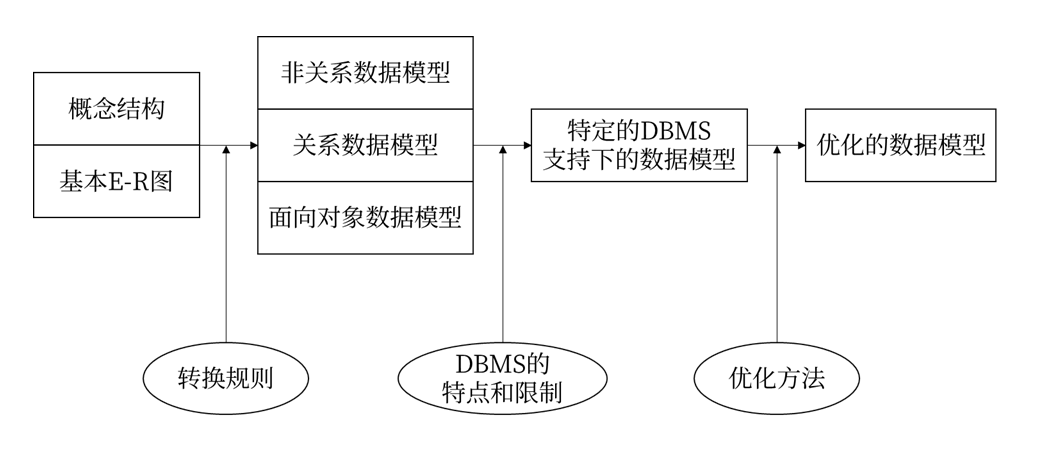 概念结构
基本E-R图
非关系数据模型
关系数据模型
面向对象数据模型
特定的DBMS
支持下的数据模型
优化的数据模型
转换规则
DBMS的
特点和限制
优化方法